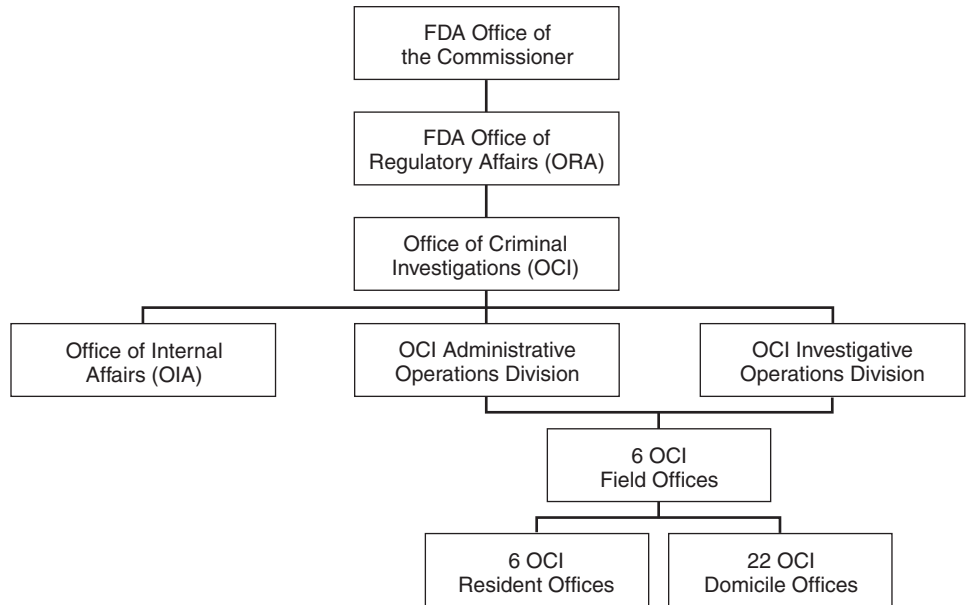 FDA Office of
the Commissioner
FDA Office of
Regulatory Affairs (ORA)
Office of Criminal
Investigations (OCI)
Office of Internal
Affairs (OIA)
OCI Administrative
Operations Division
OCI Investigative
Operations Division
6 OCI
Field Offices
6 OCI
Resident Offices
22 OCI
Domicile Offices